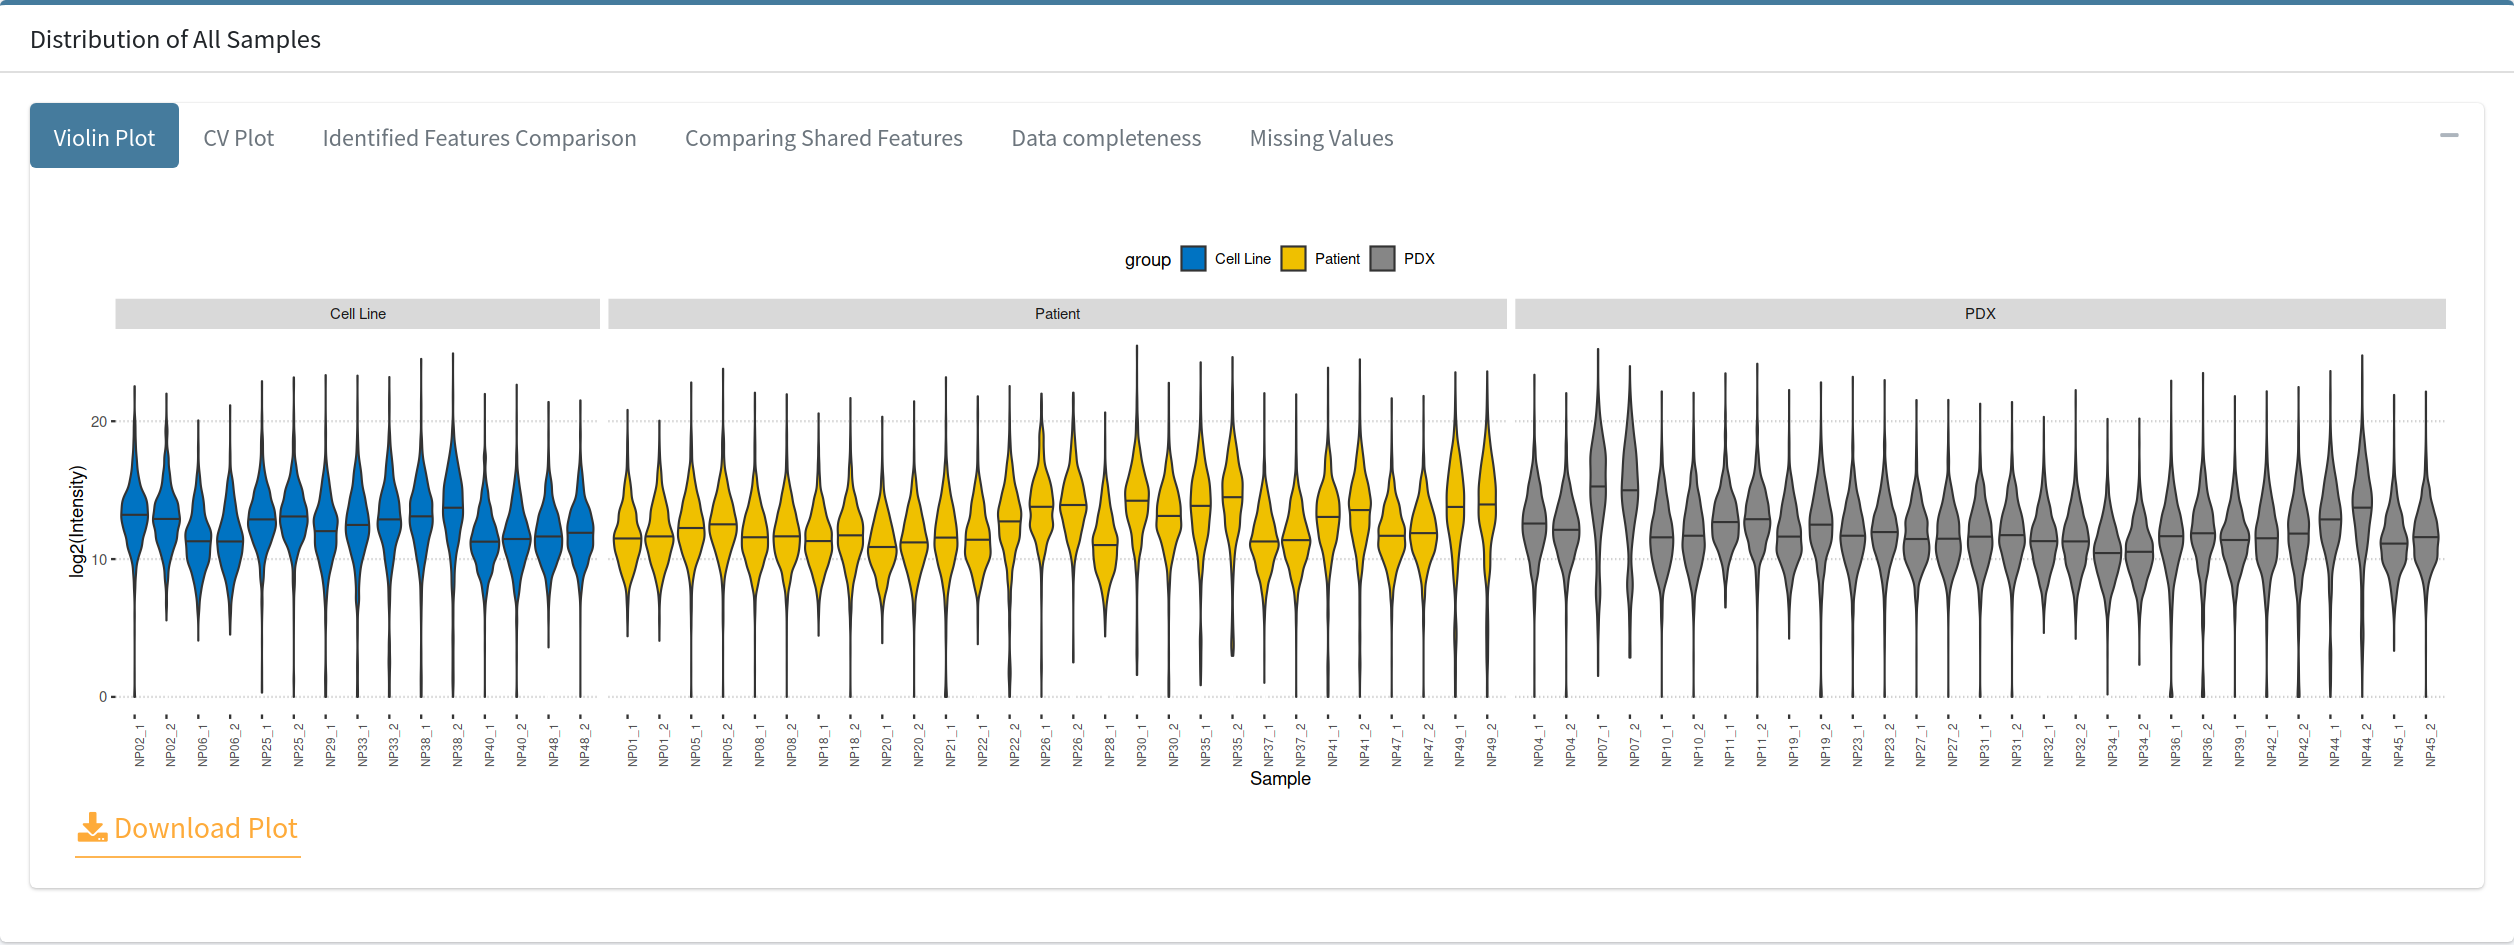 Distribution of All Samples
Violin Plot CV Plot Identified Features Comparison Comparing Shared Features Data completeness Missing Values
group Cell Line Patient PDX
Cell Line Patient PDX
log2(Intensity)
20
10
0
NP02_1 NP02_2 NP06_1 NP06_2 NP25_1 NP25_2 NP29_1 NP33_1 NP33_2 NP38_1 NP38_2 NP40_1 NP40_2 NP48_1 NP48_2 NP01_1 NP01_2 NP05_1 NP05_2 NP08_1 NP08_2 NP18_1 NP18_2 NP20_1 NP20_2 NP21_1 NP22_1 NP22_2 NP26_1 NP26_2 NP28_1 NP30_1 NP30_2 NP35_1 NP35_2 NP37_1 NP37_2 NP41_1 NP41_2 NP47_1 NP47_2 NP49_1 NP49_2 NP04_1 NP04_2 NP07_1 NP07_2 NP10_1 NP10_2 NP11_1 NP11_2 NP19_1 NP19_2 NP23_1 NP23_2 NP27_1 NP27_2 NP31_1 NP31_2 NP32_1 NP32_2 NP34_1 NP34_2 NP36_1 NP36_2 NP39_1 NP42_1 NP42_2 NP44_1 NP44_2 NP45_1 NP45_2
Sample
Download Plot